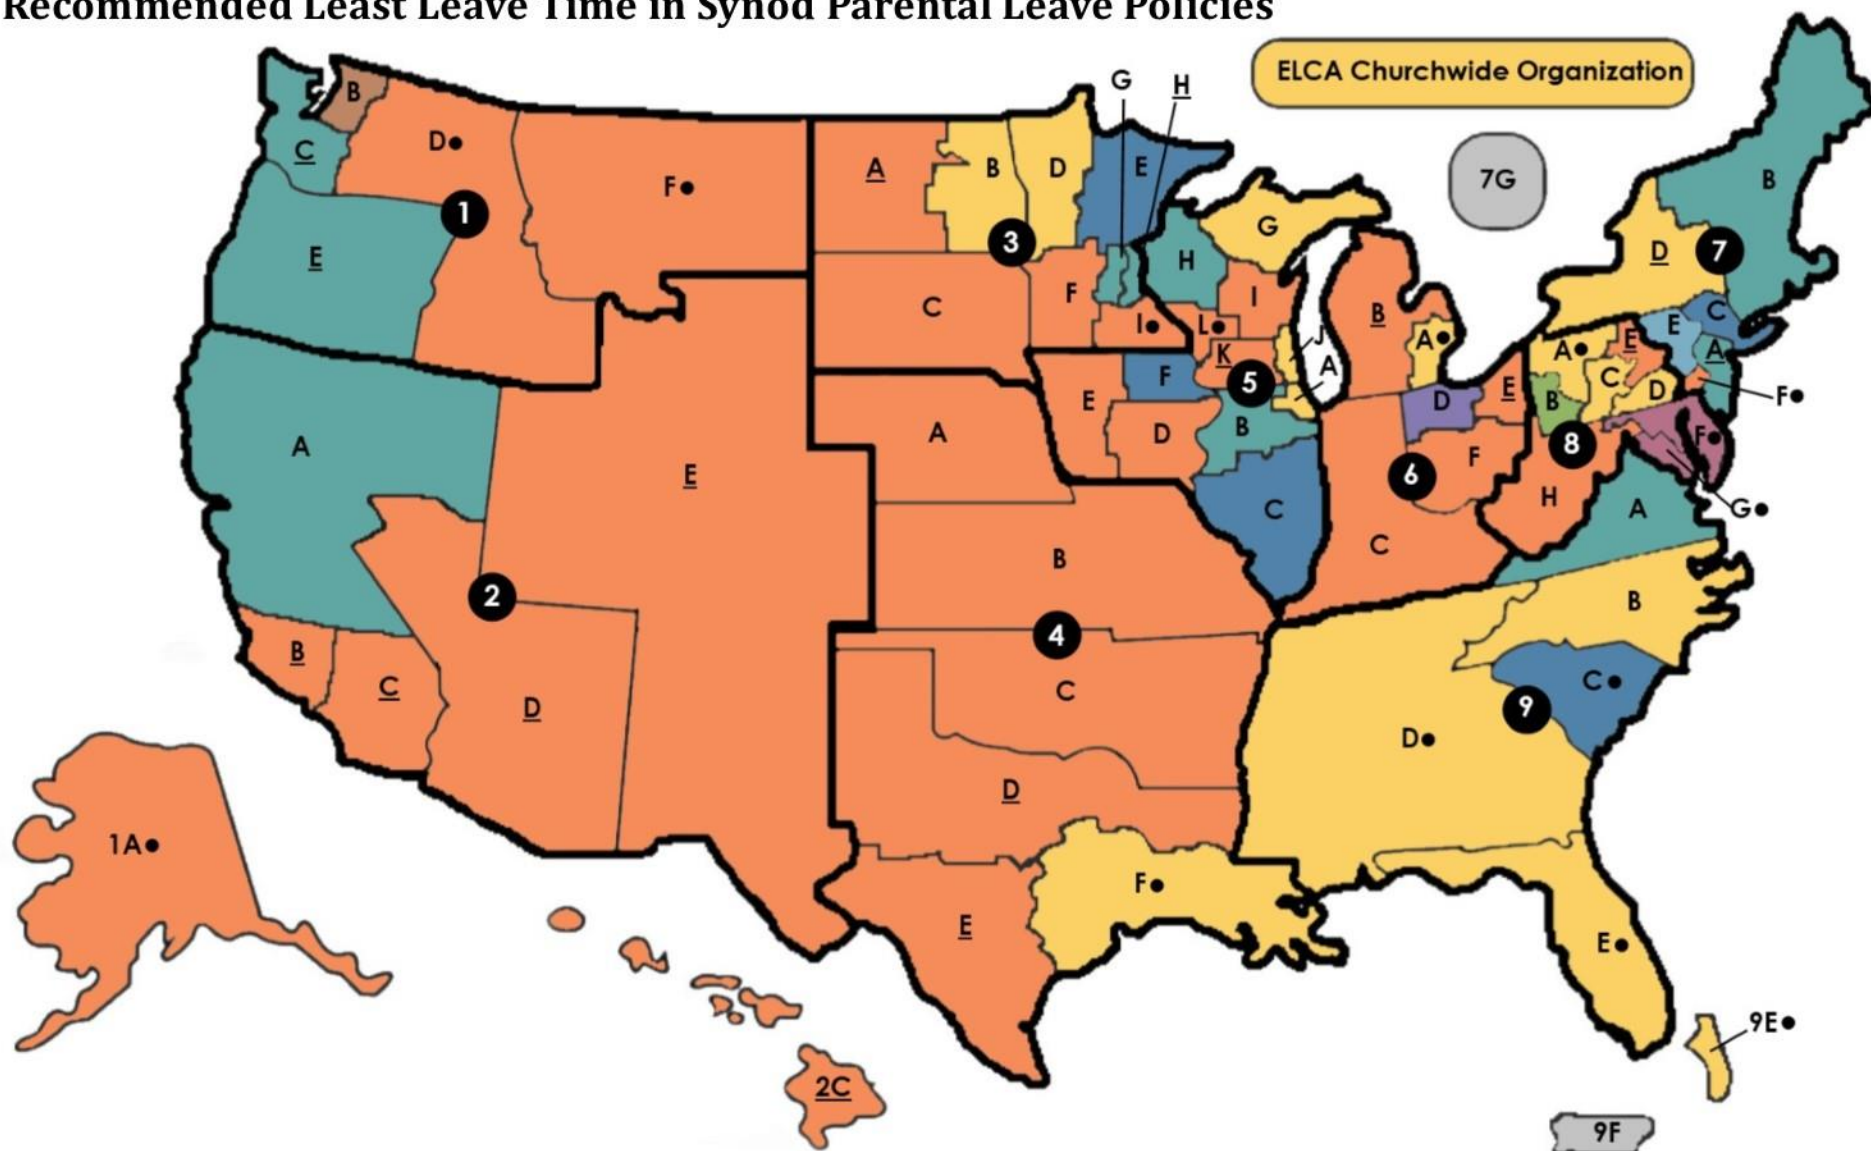 Recommended Least Leave Time in Synod Parental Leave Policies
ELCA Churchwide Organization
7G
G
H
B
C
D●
E
1
F●
A
B
D
E
3
C
F
I●
G
H
I
L●
K
J
A
5
B
C
F
E
D
B
A●
D
E
6
F
C
B
D
7
C
E
A
F●
A●
E
C
D
B
8
H
F●
G●
A
B
C●
9
D●
E●
9E●
9F
A
E
2
B
C
D
A
B
4
C
D
E
F●
1A●
2C